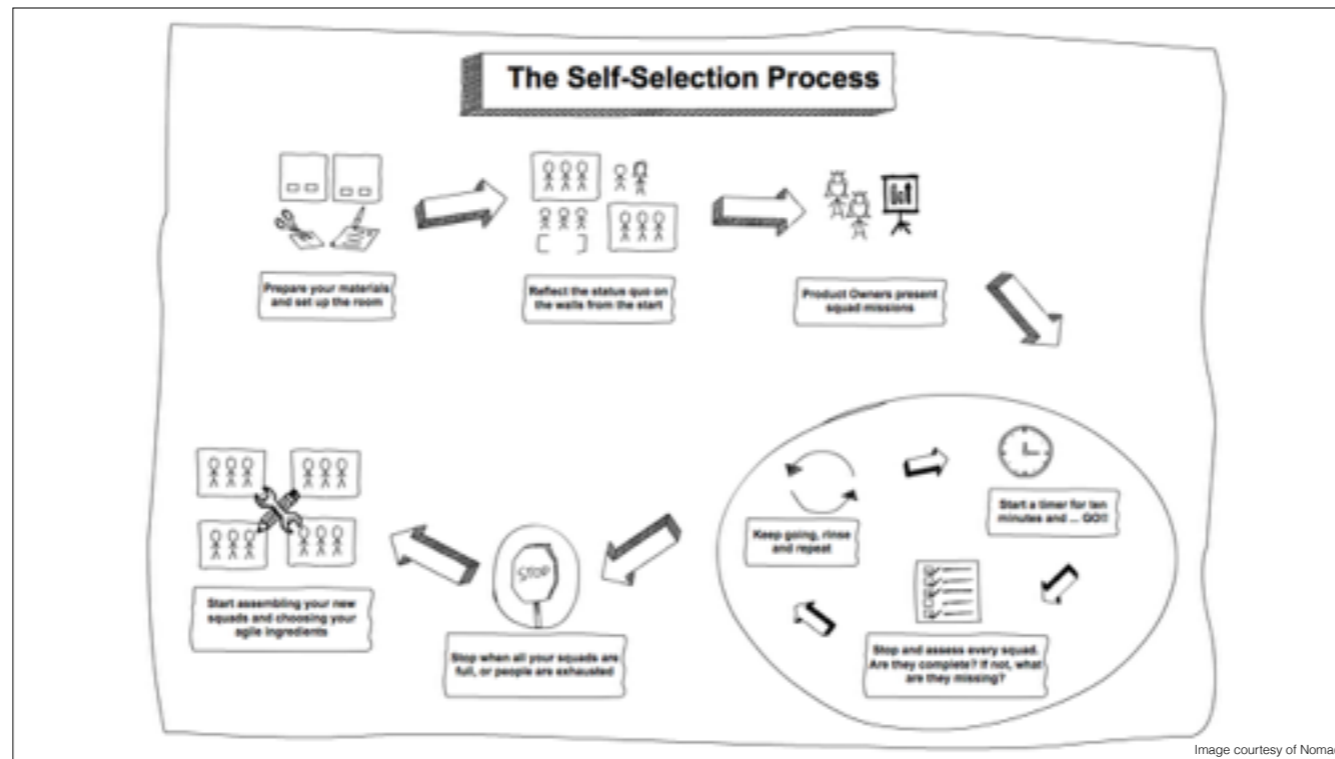 The Self-Selection Process
Prepare your materials
and set up the room
Reflect the status quo on
the walls from the start
Product Owners present
squad missions
Start a timer for ten
minutes and ... GO!!
Stop and assess every squad.
Are they complete? If not, what
are they missing?
Keep going, rinse
and repeat
STOP
Stop when all your squads are
full, or people are exhausted
Start assembling your new
squads and choosing your
agile ingredients
Image courtesy of Noma